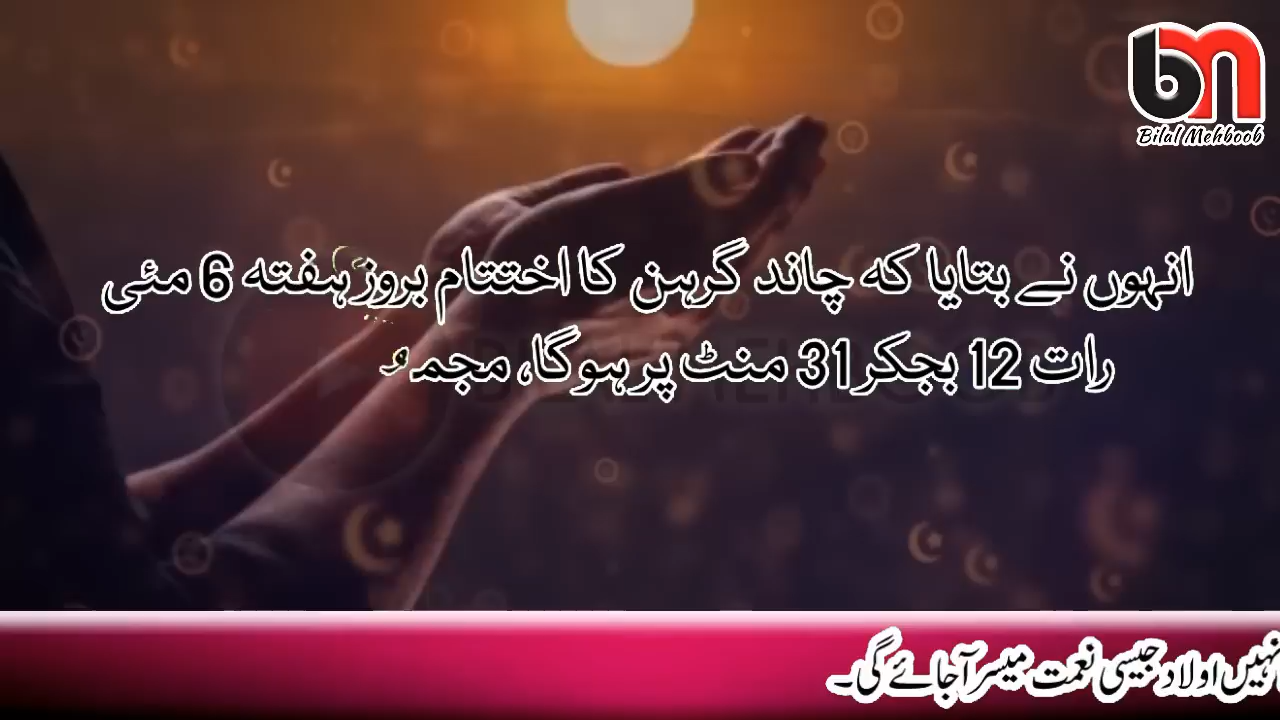 bm
Bilal Mehboob
انہوں نے بتایا کہ چاند گرہن کا اختتام بروز ہفتہ 6 مئی
رات 12 بجکر 31 منٹ پر ہوگا، مجمو
نہیں اولاد جیسی نعمت میسر آجائے گی۔